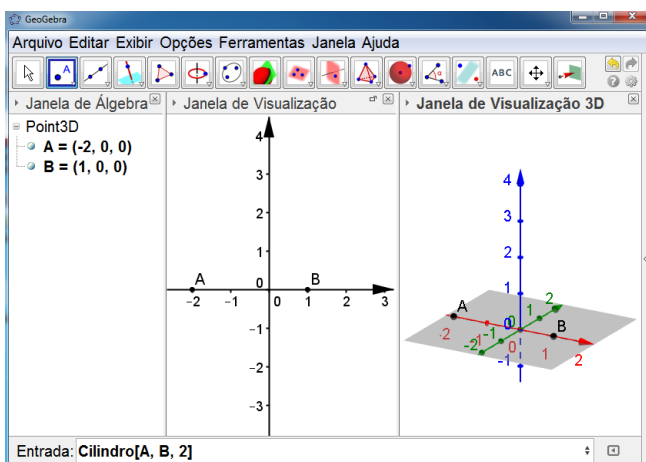 GeoGebra
Arquivo Editar Exibir Opções Ferramentas Janela Ajuda
A
α
ABC
Janela de Álgebra
Janela de Visualização
Janela de Visualização 3D
Point3D
A = (-2, 0, 0)
B = (1, 0, 0)
4
3
2
1
0
-1
-2
-3
-2 -1 0 1 2 3
A
B
4
3
2
1
0
-1
A
B
2
1
0
-1
-2
-2
-1
0
1
2
Entrada: Cilindro[A, B, 2]